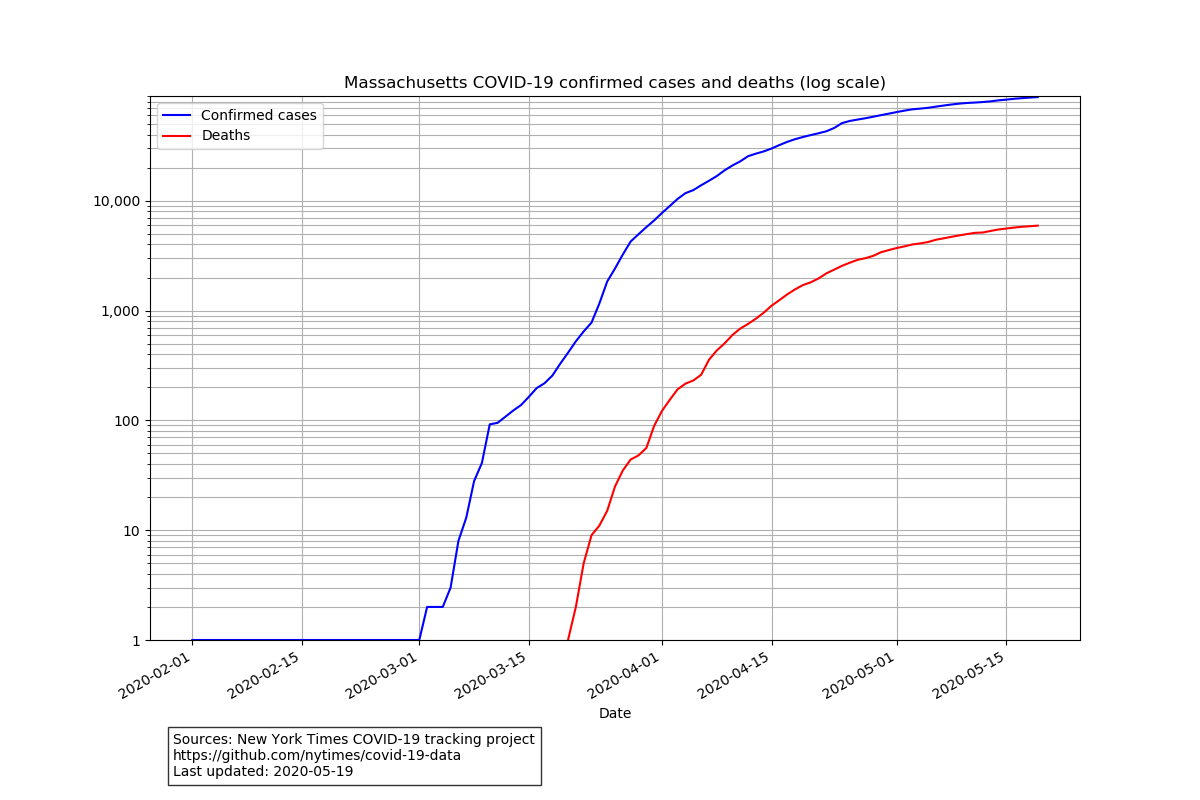 Massachusetts COVID-19 confirmed cases and deaths (log scale)
Confirmed cases
Deaths
10,000
1,000
100
10
1
2020-02-01
2020-02-15
2020-03-01
2020-03-15
2020-04-01
2020-04-15
2020-05-01
2020-05-15
Date
Sources: New York Times COVID-19 tracking project
https://github.com/nytimes/covid-19-data
Last updated: 2020-05-19